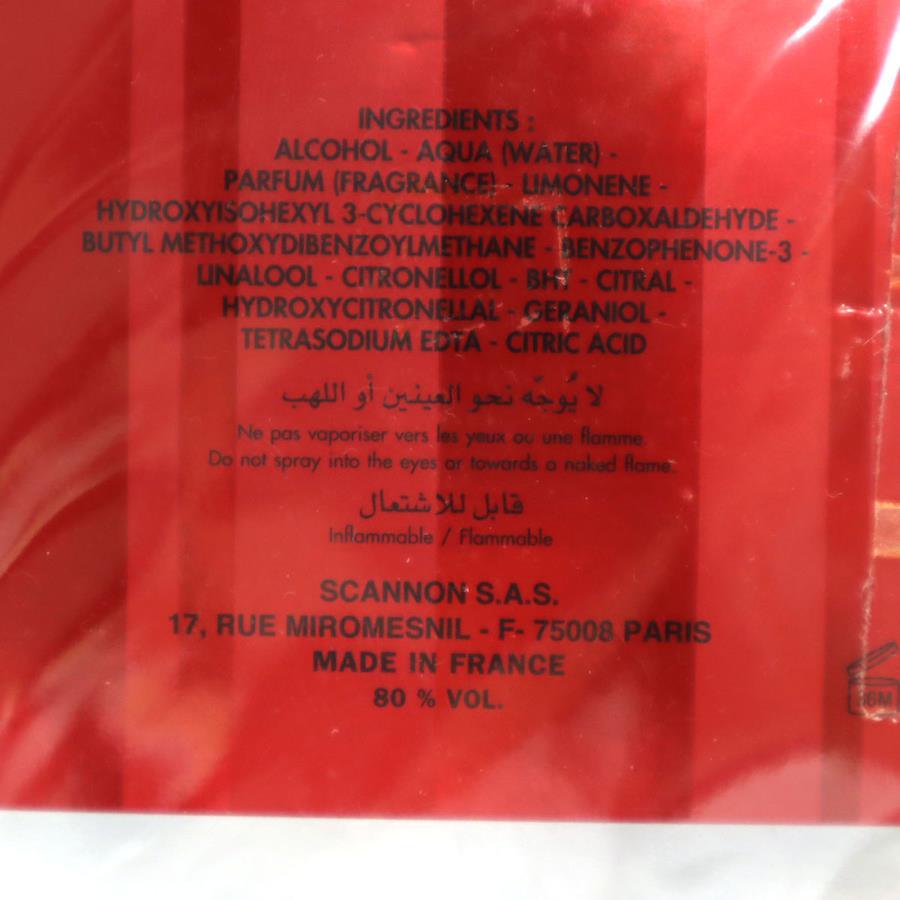 INGREDIENTS :
ALCOHOL - AQUA (WATER) -
PARFUM (FRAGRANCE) - LIMONENE -
HYDROXYISOHEXYL 3-CYCLOHEXENE CARBOXALDEHYDE -
BUTYL METHOXYDIBENZOYLMETHANE - BENZOPHENONE-3 -
LINALOOL - CITRONELLOL - BHT - CITRAL -
HYDROXYCITRONELLAL - GERANIOL -
TETRASODIUM EDTA - CITRIC ACID
لا يُوجّه نحو العينين أو اللهب
Ne pas vaporiser vers les yeux ou une flamme.
Do not spray into the eyes or towards a naked flame
قابل للاشتعال
Inflammable / Flammable
SCANNON S.A.S.
17, RUE MIROMESNIL - F- 75008 PARIS
MADE IN FRANCE
80 % VOL.
36M